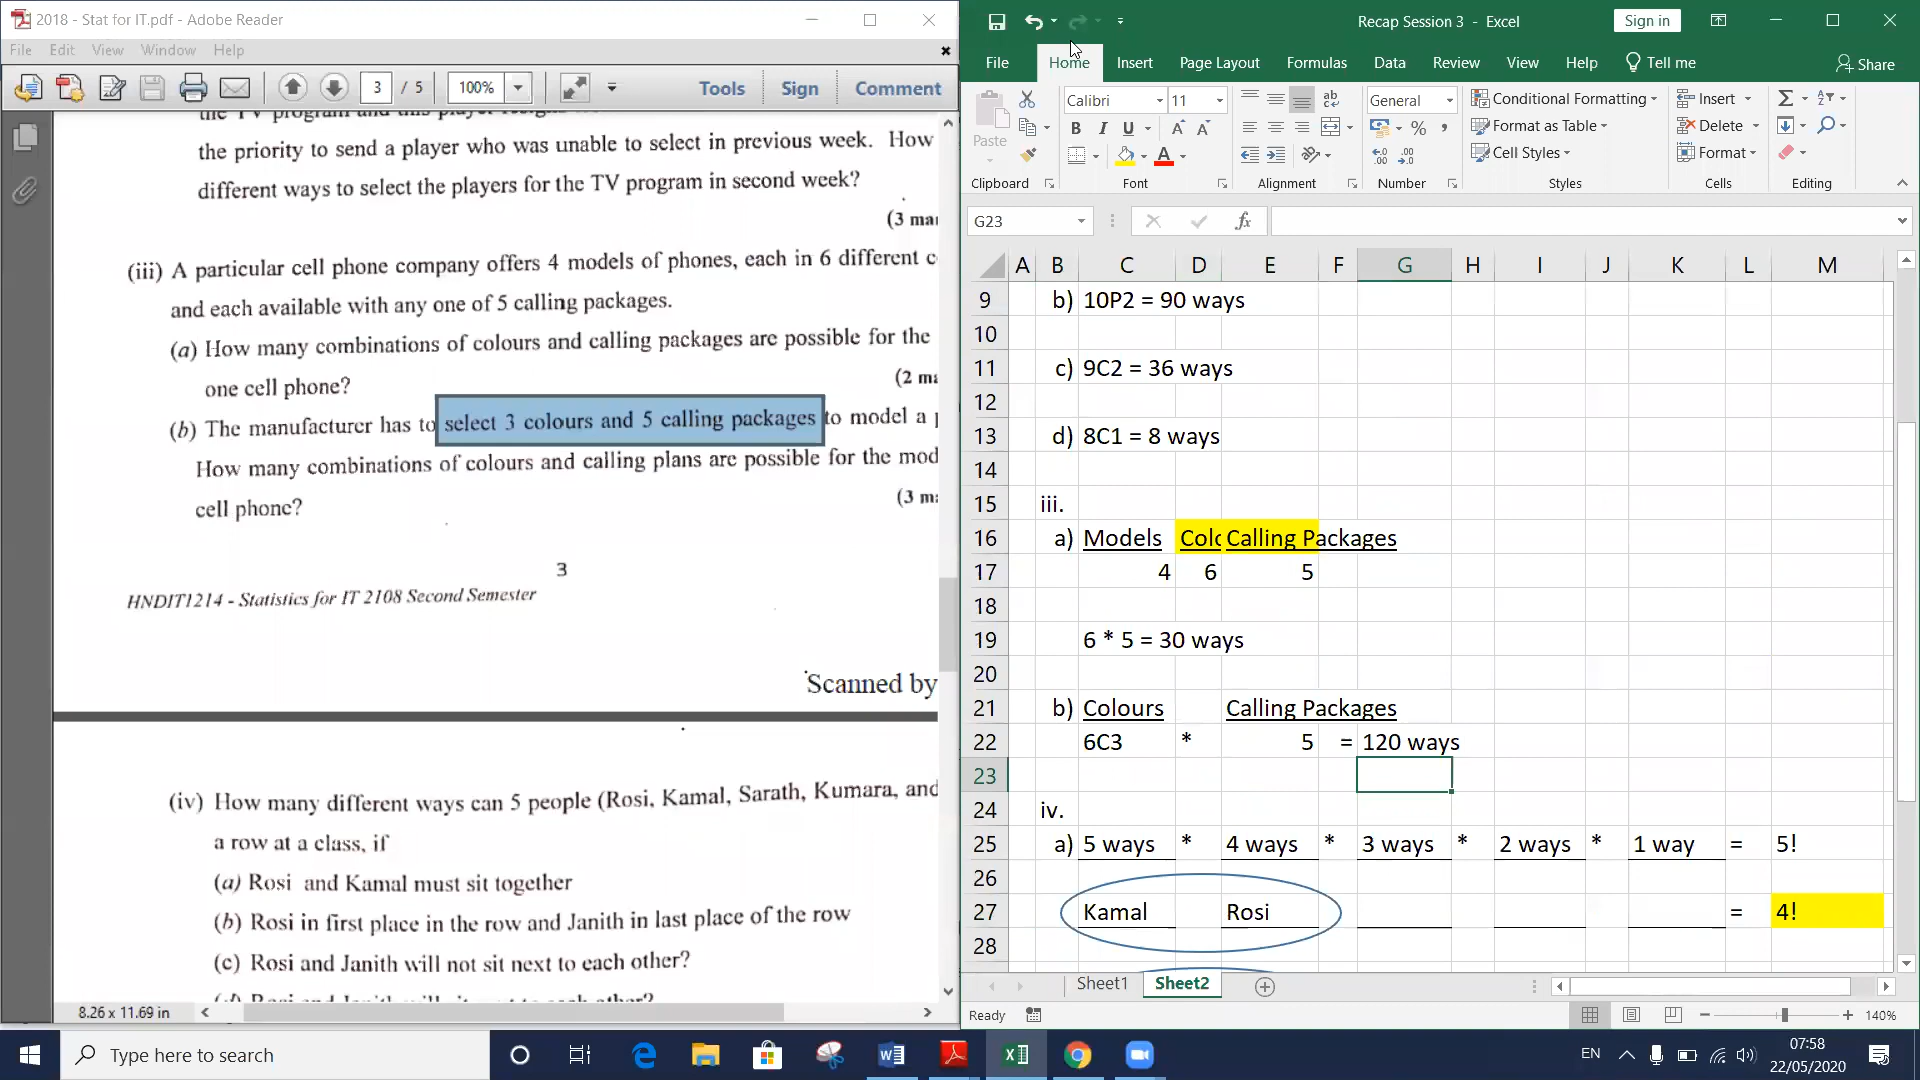 2018 - Stat for IT.pdf - Adobe Reader
File Edit View Window Help
3 / 5 100% Tools Sign Comment
the priority to send a player who was unable to select in previous week. How
different ways to select the players for the TV program in second week?
(3 mar
(iii) A particular cell phone company offers 4 models of phones, each in 6 different c
and each available with any one of 5 calling packages.
(a) How many combinations of colours and calling packages are possible for the
one cell phone?
(2 ma
(b) The manufacturer has to select 3 colours and 5 calling packages to model a p
How many combinations of colours and calling plans are possible for the mod
cell phone?
(3 ma
3
HNDIT1214 - Statistics for IT 2108 Second Semester
Scanned by
(iv) How many different ways can 5 people (Rosi, Kamal, Sarath, Kumara, and
a row at a class, if
(a) Rosi and Kamal must sit together
(b) Rosi in first place in the row and Janith in last place of the row
(c) Rosi and Janith will not sit next to each other?
8.26 x 11.69 in
Recap Session 3 - Excel Sign in
File Home Insert Page Layout Formulas Data Review View Help Tell me Share
Paste Calibri 11 General Conditional Formatting Insert
B I U Format as Table Delete
Cell Styles Format
Clipboard Font Alignment Number Styles Cells Editing
G23 fx
A B C D E F G H I J K L M
9 b) 10P2 = 90 ways
10
11 c) 9C2 = 36 ways
12
13 d) 8C1 = 8 ways
14
15 iii.
16 a) Models Colo Calling Packages
17 4 6 5
18
19 6 * 5 = 30 ways
20
21 b) Colours Calling Packages
22 6C3 * 5 = 120 ways
23
24 iv.
25 a) 5 ways * 4 ways * 3 ways * 2 ways * 1 way = 5!
26
27 Kamal Rosi = 4!
28
Sheet1 Sheet2
Ready 140%
Type here to search
EN 07:58
22/05/2020